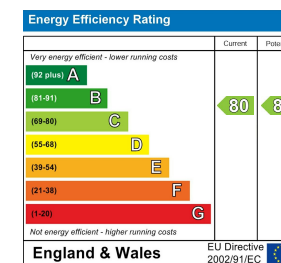 Energy Efficiency Rating
Current
Very energy efficient - lower running costs
(92 plus) A
(81-91) B
(69-80) C
(55-68) D
(39-54) E
(21-38) F
(1-20) G
80
Not energy efficient - higher running costs
England & Wales
EU Directive
2002/91/EC